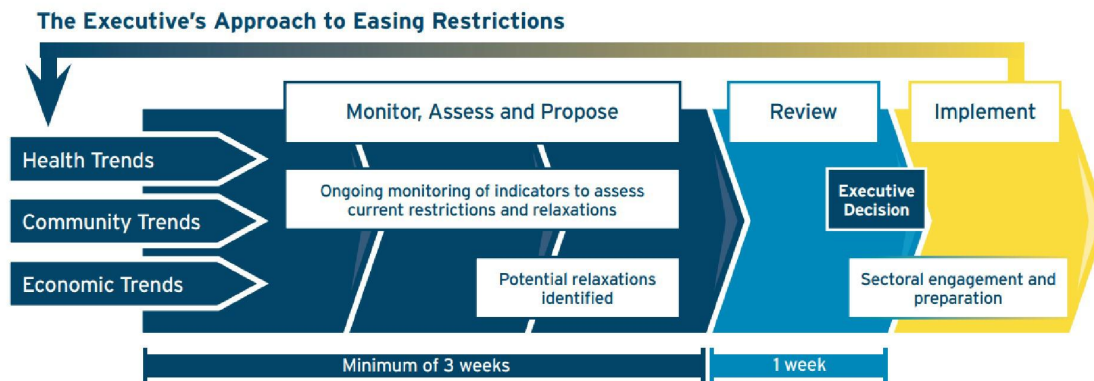 The Executive's Approach to Easing Restrictions
Monitor, Assess and Propose
Review
Implement
Health Trends
Community Trends
Economic Trends
Ongoing monitoring of indicators to assess
current restrictions and relaxations
Executive
Decision
Potential relaxations
identified
Sectoral engagement and
preparation
Minimum of 3 weeks
1 week